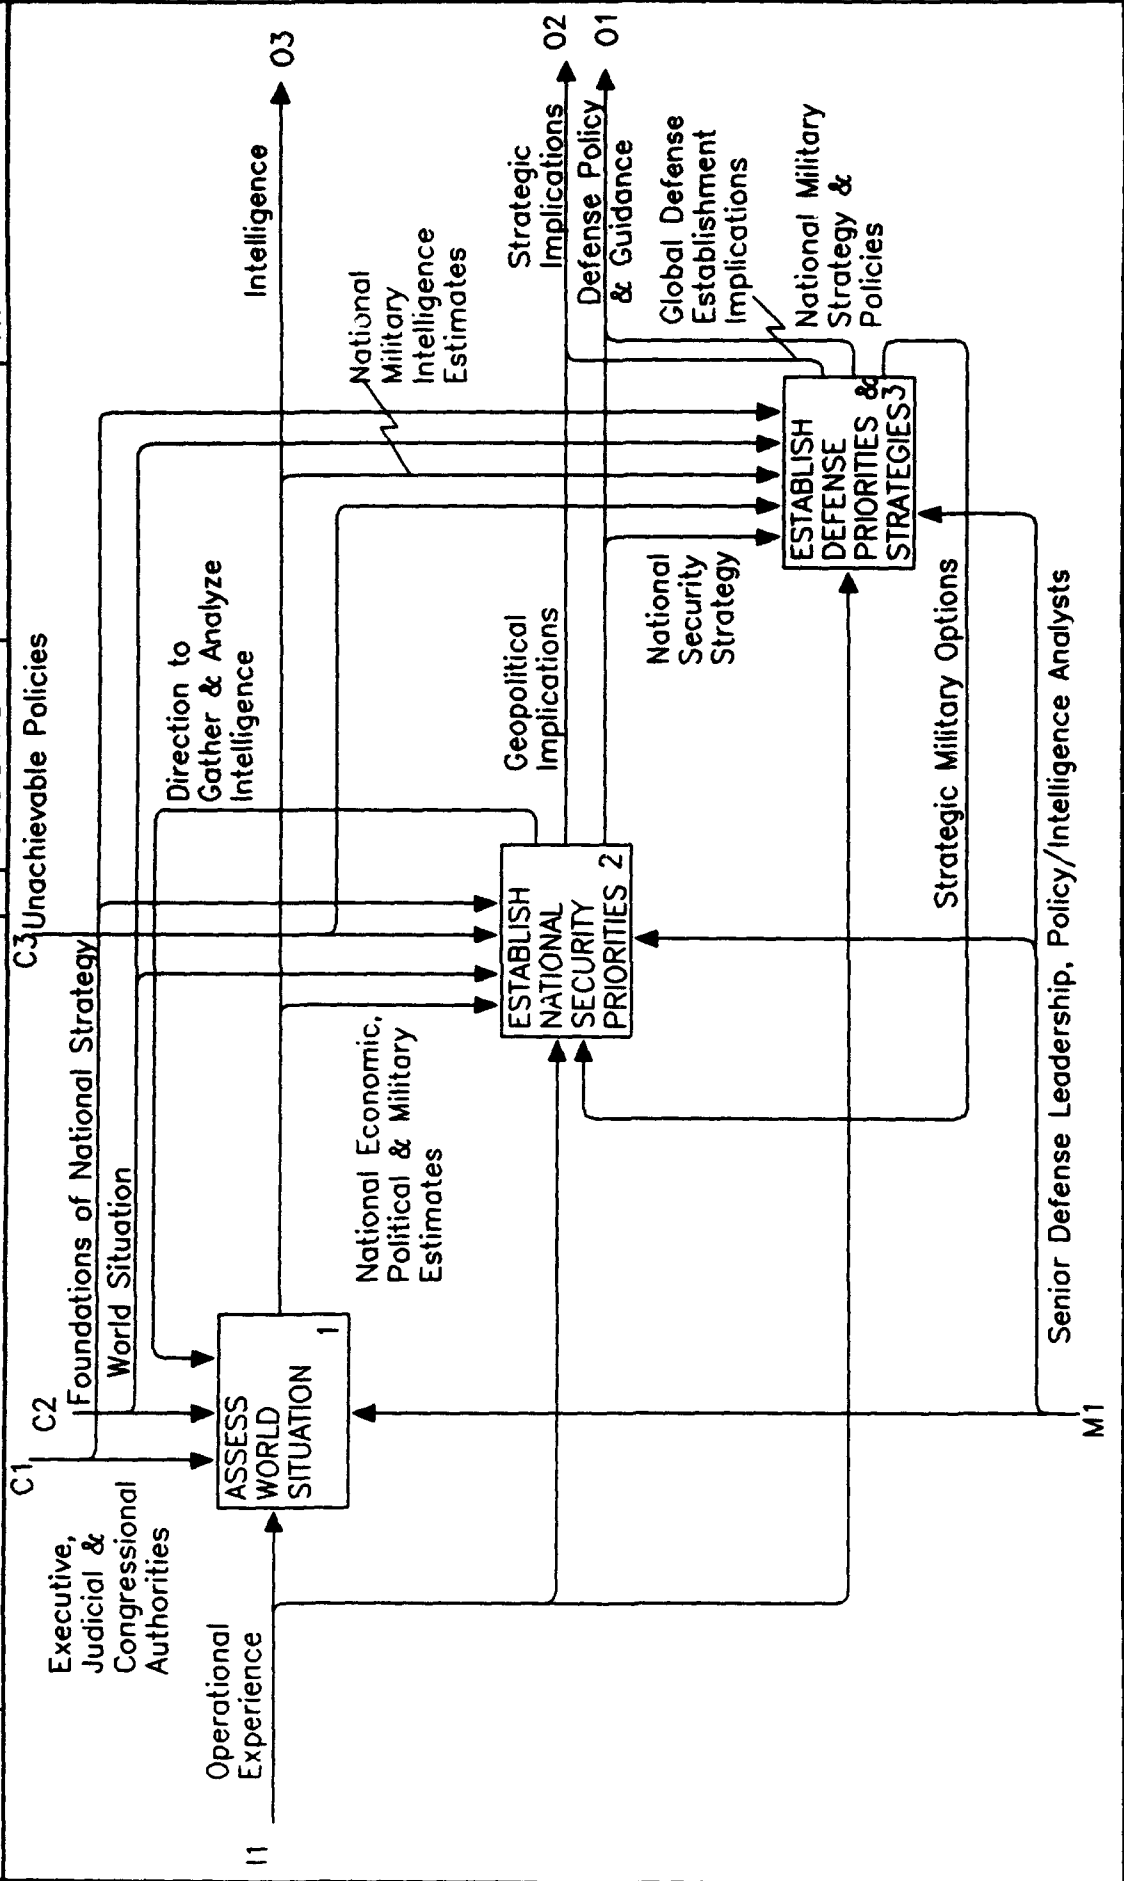 C1
Executive,
Judicial &
Congressional
Authorities
C2
Foundations of National Strategy
World Situation
C3
Unachievable Policies
Direction to
Gather & Analyze
Intelligence
Intelligence
O3
I1
Operational
Experience
ASSESS
WORLD
SITUATION
1
National Economic,
Political & Military
Estimates
National
Military
Intelligence
Estimates
ESTABLISH
NATIONAL
SECURITY
PRIORITIES 2
Geopolitical
Implications
Strategic
Implications
O2
Defense Policy
& Guidance
O1
National
Security
Strategy
Global Defense
Establishment
Implications
National Military
Strategy &
Policies
ESTABLISH
DEFENSE
PRIORITIES &
STRATEGIES 3
Strategic Military Options
M1
Senior Defense Leadership, Policy/Intelligence Analysts